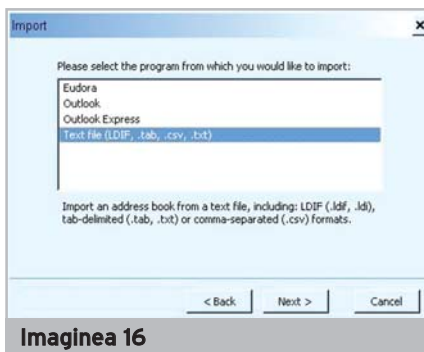 Import
Please select the program from which you would like to import:
Eudora
Outlook
Outlook Express
Text file (LDIF, .tab, .csv, .txt)
Import an address book from a text file, including: LDIF (.ldif, .ldi),
tab-delimited (.tab, .txt) or comma-separated (.csv) formats.
< Back
Next >
Cancel
Imaginea 16